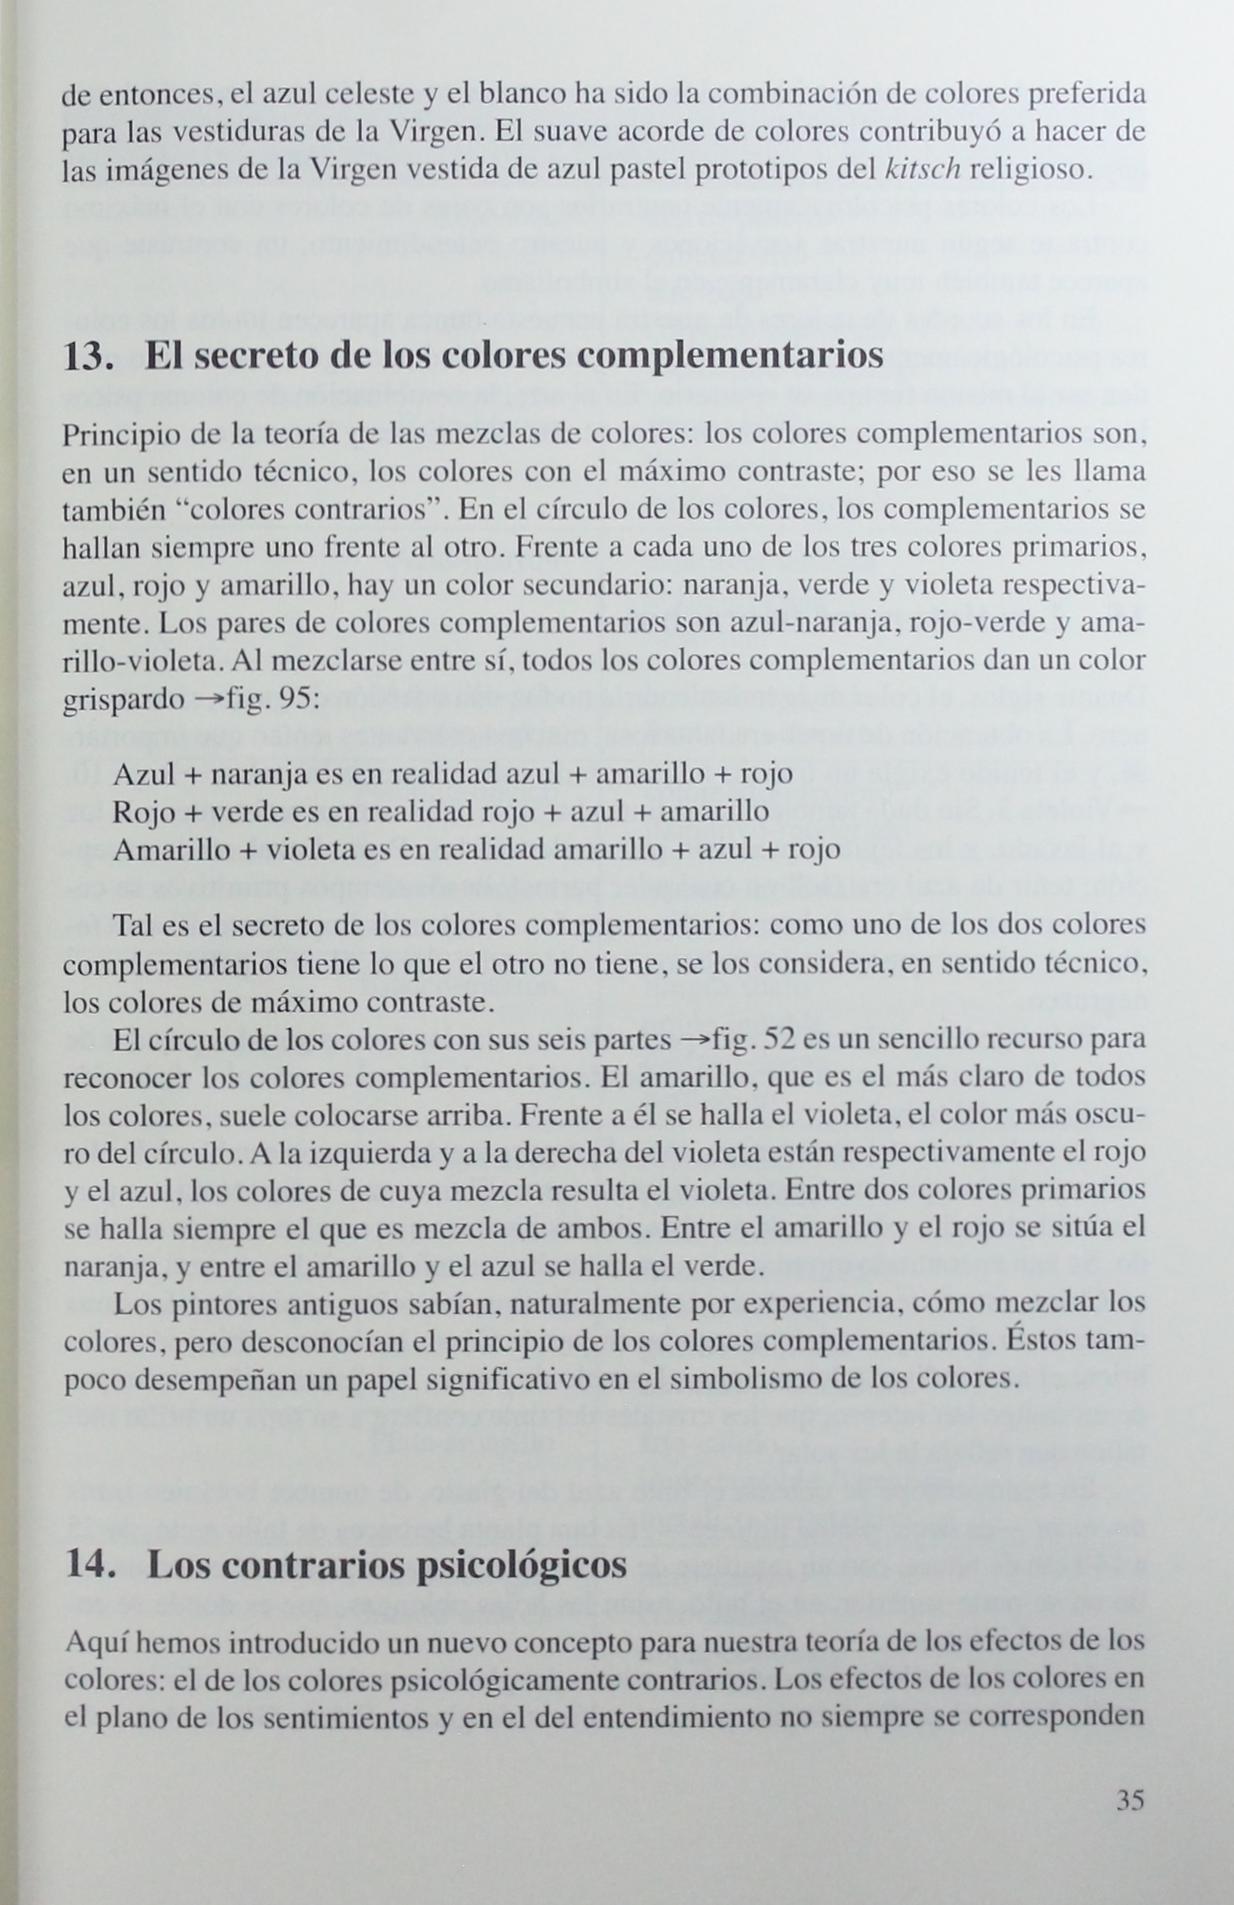 de entonces, el azul celeste y el blanco ha sido la combinación de colores preferida
para las vestiduras de la Virgen. El suave acorde de colores contribuyó a hacer de
las imágenes de la Virgen vestida de azul pastel prototipos del kitsch religioso.
13. El secreto de los colores complementarios
Principio de la teoría de las mezclas de colores: los colores complementarios son,
en un sentido técnico, los colores con el máximo contraste; por eso se les llama
también “colores contrarios”. En el círculo de los colores, los complementarios se
hallan siempre uno frente al otro. Frente a cada uno de los tres colores primarios,
azul, rojo y amarillo, hay un color secundario: naranja, verde y violeta respectiva-
mente. Los pares de colores complementarios son azul-naranja, rojo-verde y ama-
rillo-violeta. Al mezclarse entre sí, todos los colores complementarios dan un color
grispardo →fig. 95:
Azul + naranja es en realidad azul + amarillo + rojo
Rojo + verde es en realidad rojo + azul + amarillo
Amarillo + violeta es en realidad amarillo + azul + rojo
Tal es el secreto de los colores complementarios: como uno de los dos colores
complementarios tiene lo que el otro no tiene, se los considera, en sentido técnico,
los colores de máximo contraste.
El círculo de los colores con sus seis partes →fig. 52 es un sencillo recurso para
reconocer los colores complementarios. El amarillo, que es el más claro de todos
los colores, suele colocarse arriba. Frente a él se halla el violeta, el color más oscu-
ro del círculo. A la izquierda y a la derecha del violeta están respectivamente el rojo
y el azul, los colores de cuya mezcla resulta el violeta. Entre dos colores primarios
se halla siempre el que es mezcla de ambos. Entre el amarillo y el rojo se sitúa el
naranja, y entre el amarillo y el azul se halla el verde.
Los pintores antiguos sabían, naturalmente por experiencia, cómo mezclar los
colores, pero desconocían el principio de los colores complementarios. Éstos tam-
poco desempeñan un papel significativo en el simbolismo de los colores.
14. Los contrarios psicológicos
Aquí hemos introducido un nuevo concepto para nuestra teoría de los efectos de los
colores: el de los colores psicológicamente contrarios. Los efectos de los colores en
el plano de los sentimientos y en el del entendimiento no siempre se corresponden
35